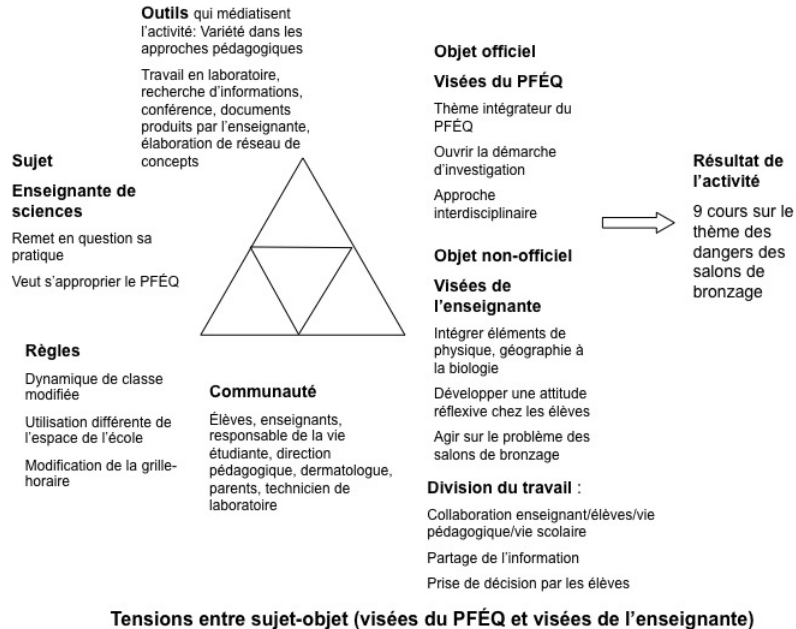 Outils qui médiatisent
l'activité: Variété dans les
approches pédagogiques
Travail en laboratoire,
recherche d'informations,
conférence, documents
produits par l'enseignante,
élaboration de réseau de
concepts
Sujet
Enseignante de
sciences
Remet en question sa
pratique
Veut s'approprier le PFÉQ
Objet officiel
Visées du PFÉQ
Thème intégrateur du
PFÉQ
Ouvrir la démarche
d'investigation
Approche
interdisciplinaire
Objet non-officiel
Visées de
l'enseignante
Intégrer éléments de
physique, géographie à
la biologie
Développer une attitude
réflexive chez les élèves
Agir sur le problème des
salons de bronzage
Résultat de
l'activité
9 cours sur le
thème des
dangers des
salons de
bronzage
Règles
Dynamique de classe
modifiée
Utilisation différente de
l'espace de l'école
Modification de la grille-
horaire
Communauté
Élèves, enseignants,
responsable de la vie
étudiante, direction
pédagogique, dermatologue,
parents, technicien de
laboratoire
Division du travail :
Collaboration enseignant/élèves/vie
pédagogique/vie scolaire
Partage de l'information
Prise de décision par les élèves
Tensions entre sujet-objet (visées du PFÉQ et visées de l'enseignante)